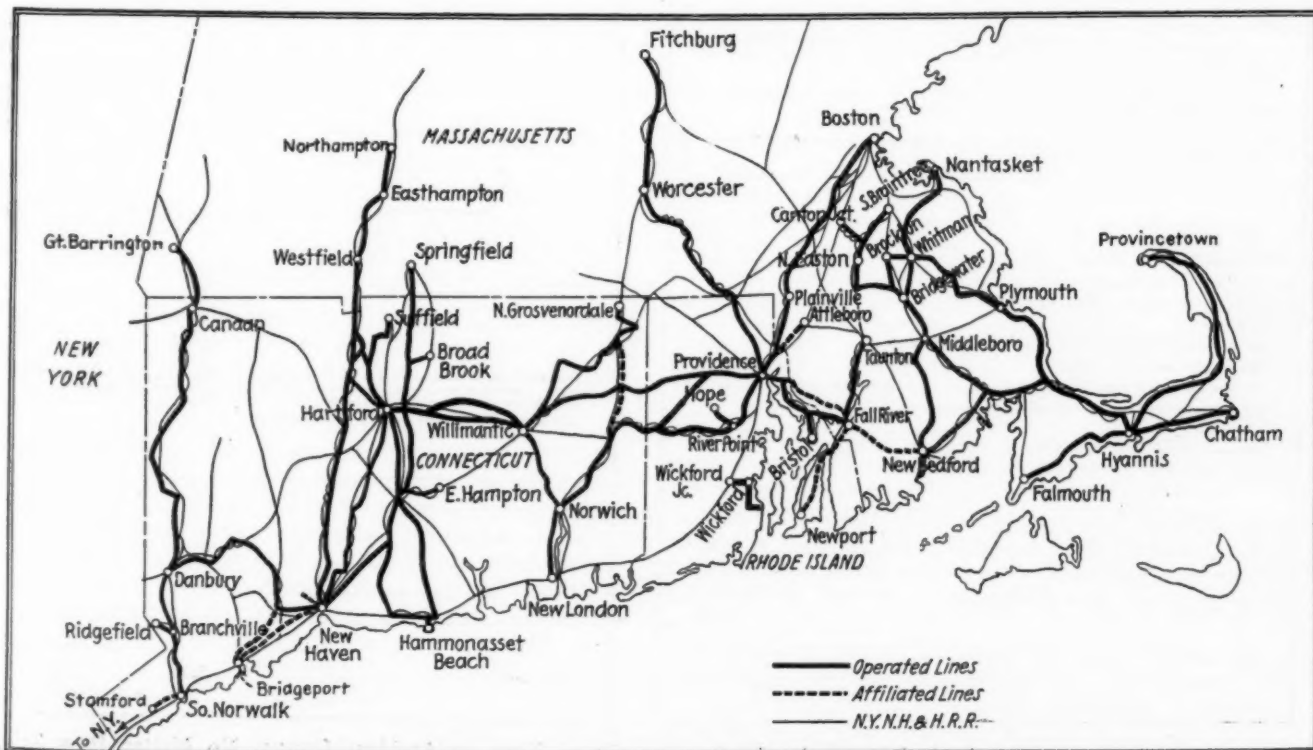 Fitchburg
Boston
MASSACHUSETTS
Northampton
Nantasket
Easthampton
Worcester
S. Braintree
Canton Jct.
Gt. Barrington
Westfield
Springfield
N. Easton
Brockton
Whitman
Provincetown
Bridgewater
Plainville
Plymouth
N. Grosvenordale
Attleboro
Suffield
Canaan
NEW
YORK
Broad
Brook
Providence
Taunton
Middleboro
Hope
Hartford
Willimantic
River Point
Fall River
Bristol
Chatham
CONNECTICUT
New Bedford
Hyannis
Wickford
Jc.
E. Hampton
Falmouth
Norwich
Wickford
Newport
RHODE ISLAND
Danbury
New London
Ridgefield
Branchville
New
Haven
Hammonasset
Beach
Bridgeport
Stamford
So. Norwalk
To N.Y.
Operated Lines
Affiliated Lines
N.Y.N.H. & H.R.R.